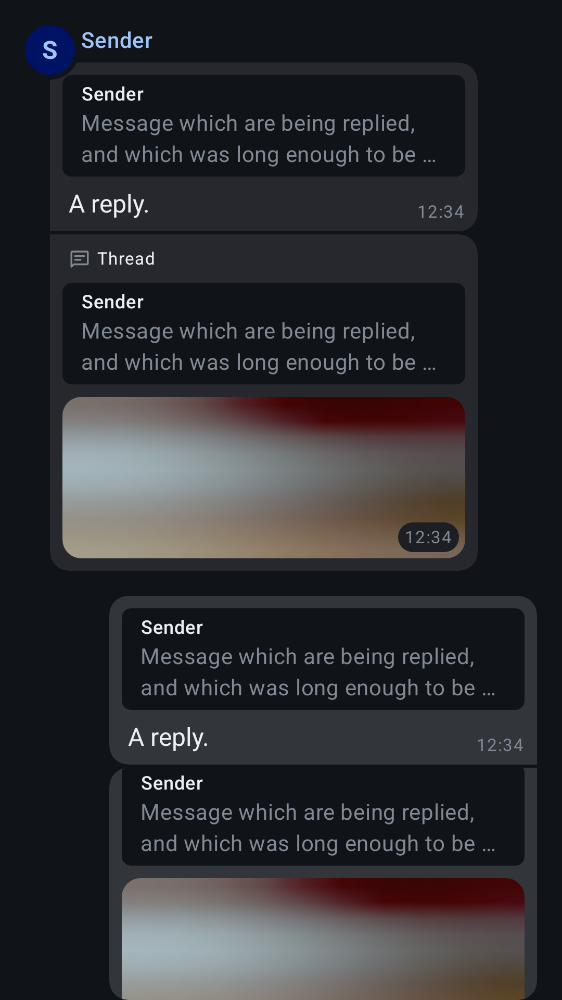 S
Sender
Sender
Message which are being replied,
and which was long enough to be …
A reply.
12:34
Thread
Sender
Message which are being replied,
and which was long enough to be …
12:34
Sender
Message which are being replied,
and which was long enough to be …
A reply.
12:34
Sender
Message which are being replied,
and which was long enough to be …